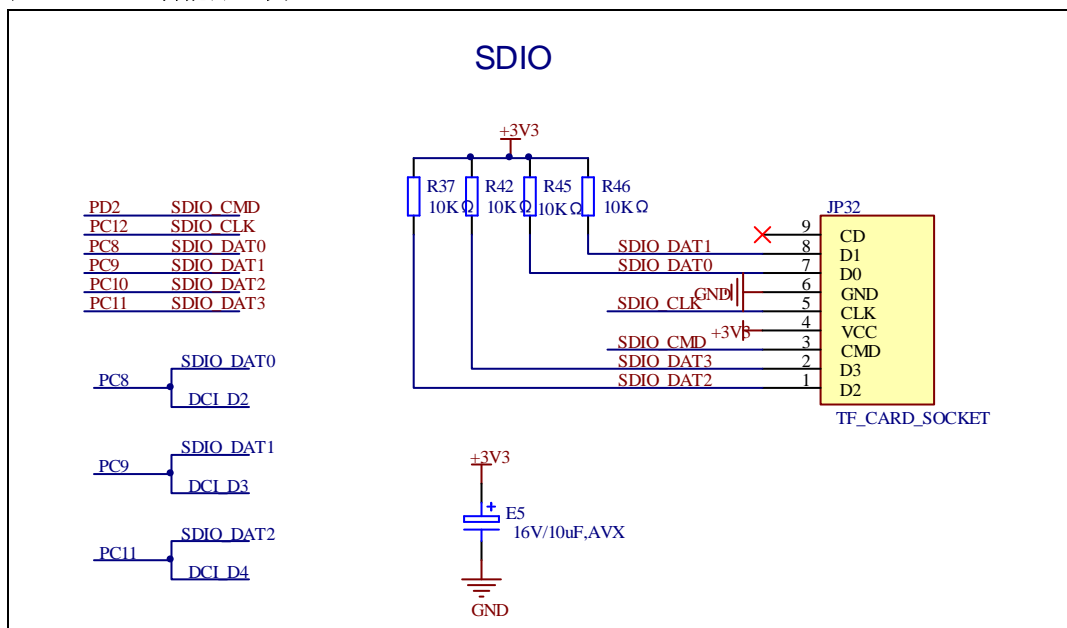 SDIO
+3V3
R37
10KΩ
R42
10KΩ
R45
10KΩ
R46
10KΩ
PD2 SDIO_CMD
PC12 SDIO_CLK
PC8 SDIO_DAT0
PC9 SDIO_DAT1
PC10 SDIO_DAT2
PC11 SDIO_DAT3
JP32
9 CD
SDIO_DAT1 8 D1
SDIO_DAT0 7 D0
GND 6 GND
SDIO_CLK 5 CLK
+3V3 4 VCC
SDIO_CMD 3 CMD
SDIO_DAT3 2 D3
SDIO_DAT2 1 D2
TF_CARD_SOCKET
SDIO_DAT0
PC8
DCI_D2
SDIO_DAT1
PC9
DCI_D3
SDIO_DAT2
PC11
DCI_D4
+3V3
+
E5
16V/10uF,AVX
GND